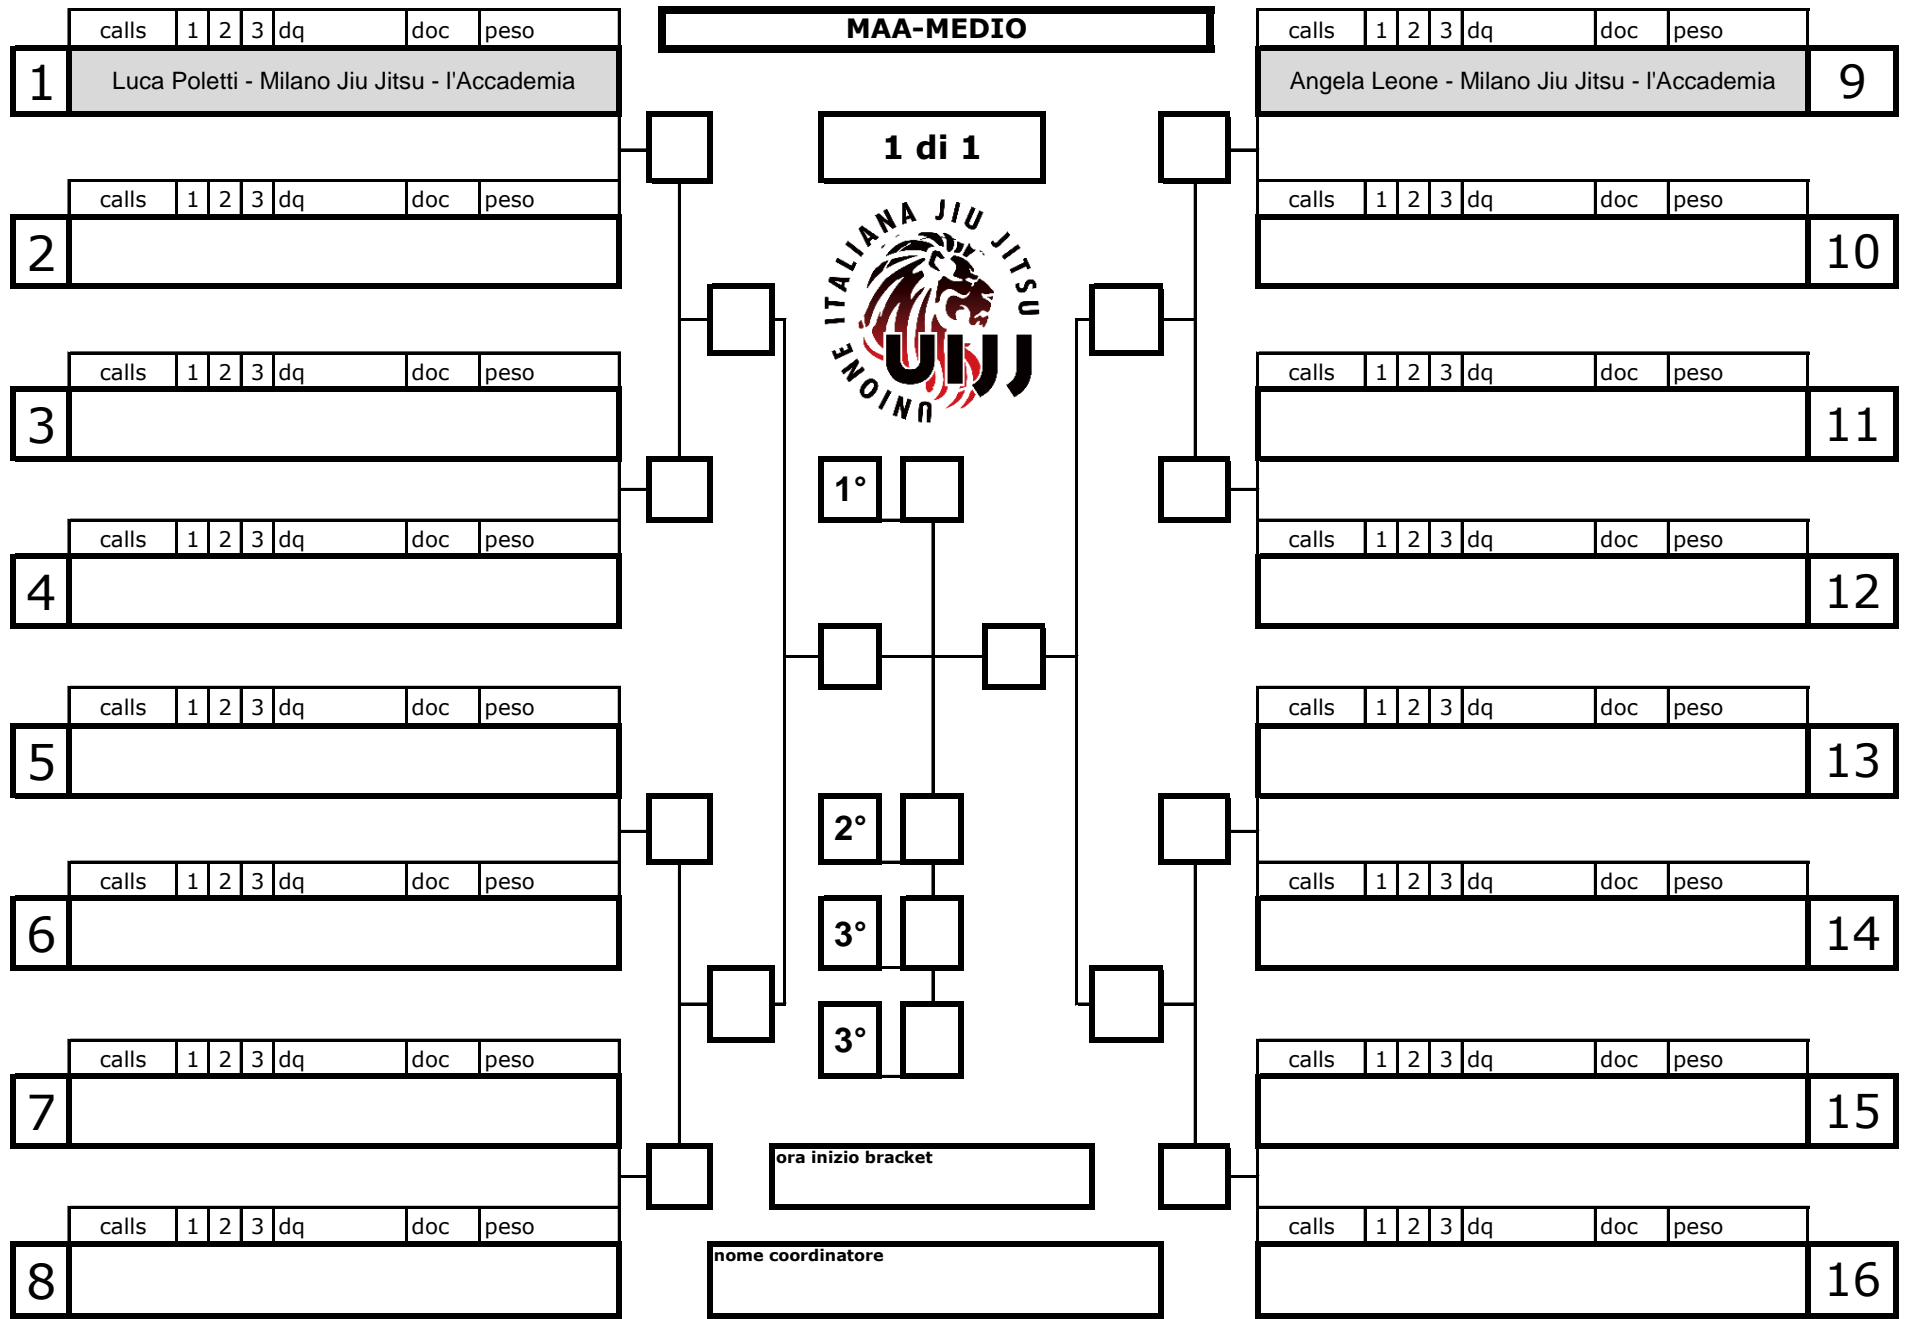 MAA-MEDIO
calls 1 2 3 dq doc peso
1 Luca Poletti - Milano Jiu Jitsu - l'Accademia
calls 1 2 3 dq doc peso
2
calls 1 2 3 dq doc peso
3
calls 1 2 3 dq doc peso
4
calls 1 2 3 dq doc peso
5
calls 1 2 3 dq doc peso
6
calls 1 2 3 dq doc peso
7
calls 1 2 3 dq doc peso
8
1 di 1
UNIONE ITALIANA JIU JITSU
UIJJ
1°
2°
3°
3°
ora inizio bracket
nome coordinatore
calls 1 2 3 dq doc peso
Angela Leone - Milano Jiu Jitsu - l'Accademia 9
calls 1 2 3 dq doc peso
10
calls 1 2 3 dq doc peso
11
calls 1 2 3 dq doc peso
12
calls 1 2 3 dq doc peso
13
calls 1 2 3 dq doc peso
14
calls 1 2 3 dq doc peso
15
calls 1 2 3 dq doc peso
16